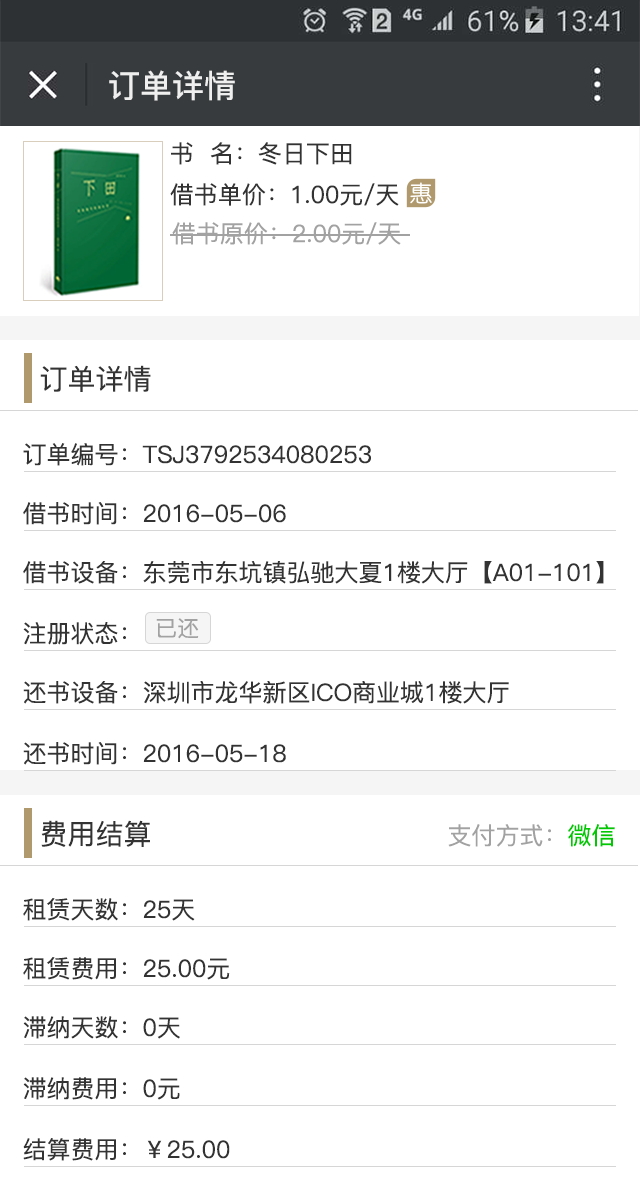 4G 61% 13:41
订单详情
下田
书 名：冬日下田
借书单价：1.00元/天 惠
借书原价：2.00元/天
订单详情
订单编号：TSJ3792534080253
借书时间：2016-05-06
借书设备：东莞市东坑镇弘驰大夏1楼大厅【A01-101】
注册状态：已还
还书设备：深圳市龙华新区ICO商业城1楼大厅
还书时间：2016-05-18
费用结算 支付方式：微信
租赁天数：25天
租赁费用：25.00元
滞纳天数：0天
滞纳费用：0元
结算费用：￥25.00